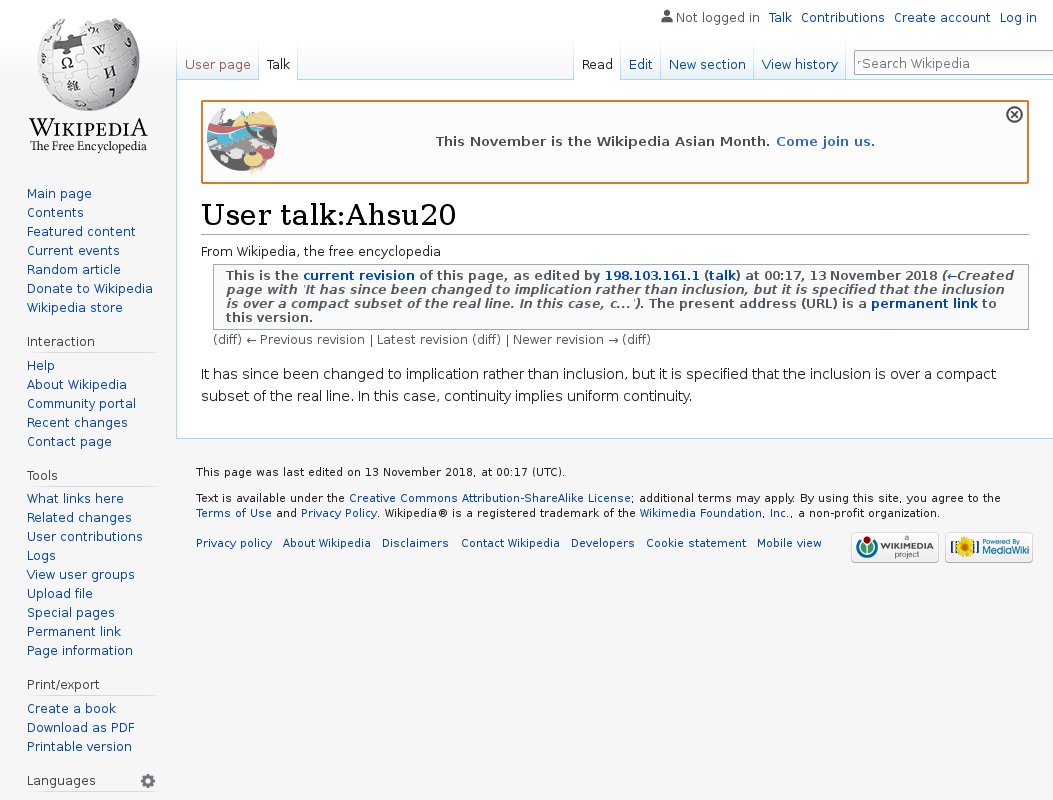 Not logged in Talk Contributions Create account Log in
User page Talk Read Edit New section View history Search Wikipedia
WIKIPEDIA
The Free Encyclopedia
This November is the Wikipedia Asian Month. Come join us.
User talk:Ahsu20
From Wikipedia, the free encyclopedia
This is the current revision of this page, as edited by 198.103.161.1 (talk) at 00:17, 13 November 2018 (←Created
page with 'It has since been changed to implication rather than inclusion, but it is specified that the inclusion
is over a compact subset of the real line. In this case, c...'). The present address (URL) is a permanent link to
this version.
(diff) ← Previous revision | Latest revision (diff) | Newer revision → (diff)
It has since been changed to implication rather than inclusion, but it is specified that the inclusion is over a compact
subset of the real line. In this case, continuity implies uniform continuity.
Main page
Contents
Featured content
Current events
Random article
Donate to Wikipedia
Wikipedia store
Interaction
Help
About Wikipedia
Community portal
Recent changes
Contact page
Tools
What links here
Related changes
User contributions
Logs
View user groups
Upload file
Special pages
Permanent link
Page information
Print/export
Create a book
Download as PDF
Printable version
Languages
This page was last edited on 13 November 2018, at 00:17 (UTC).
Text is available under the Creative Commons Attribution-ShareAlike License; additional terms may apply. By using this site, you agree to the
Terms of Use and Privacy Policy. Wikipedia® is a registered trademark of the Wikimedia Foundation, Inc., a non-profit organization.
Privacy policy About Wikipedia Disclaimers Contact Wikipedia Developers Cookie statement Mobile view
a
WIKIMEDIA
project
Powered By
MediaWiki